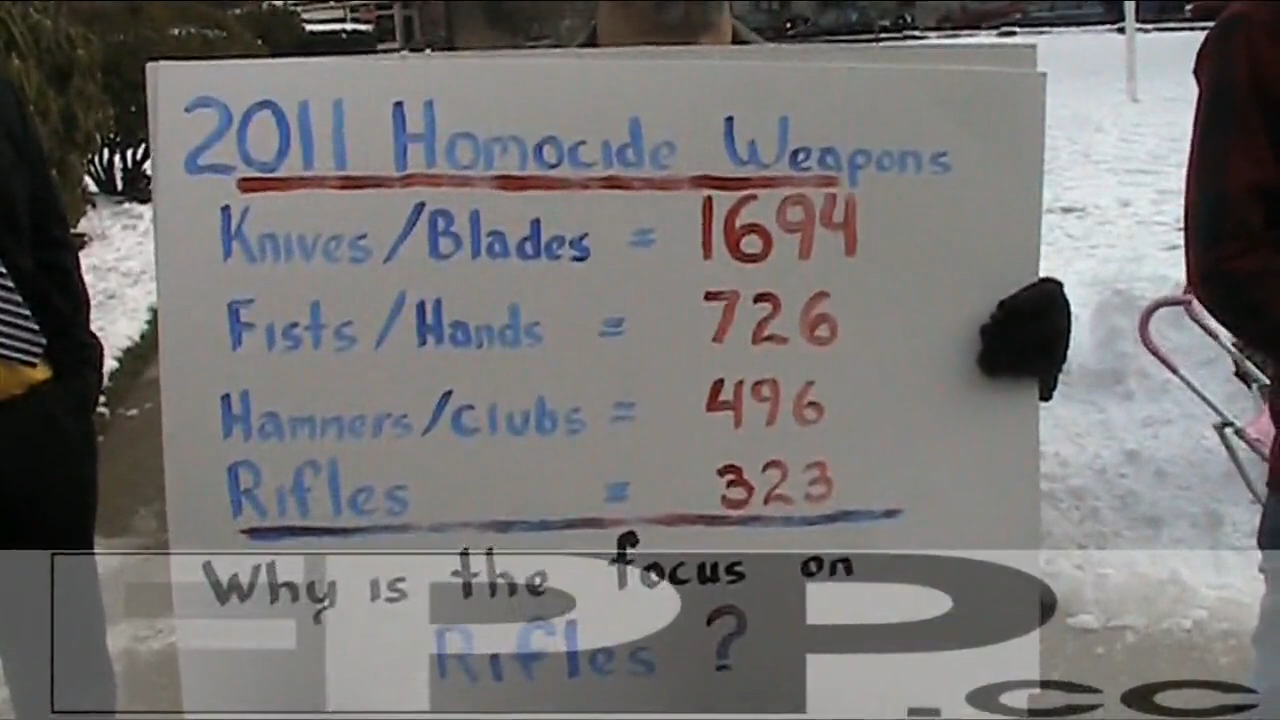 2011 Homocide Weapons
Knives/Blades = 1694
Fists/Hands = 726
Hamners/Clubs = 496
Rifles = 323
Why is the focus on
Rifles ?
FPP.cc